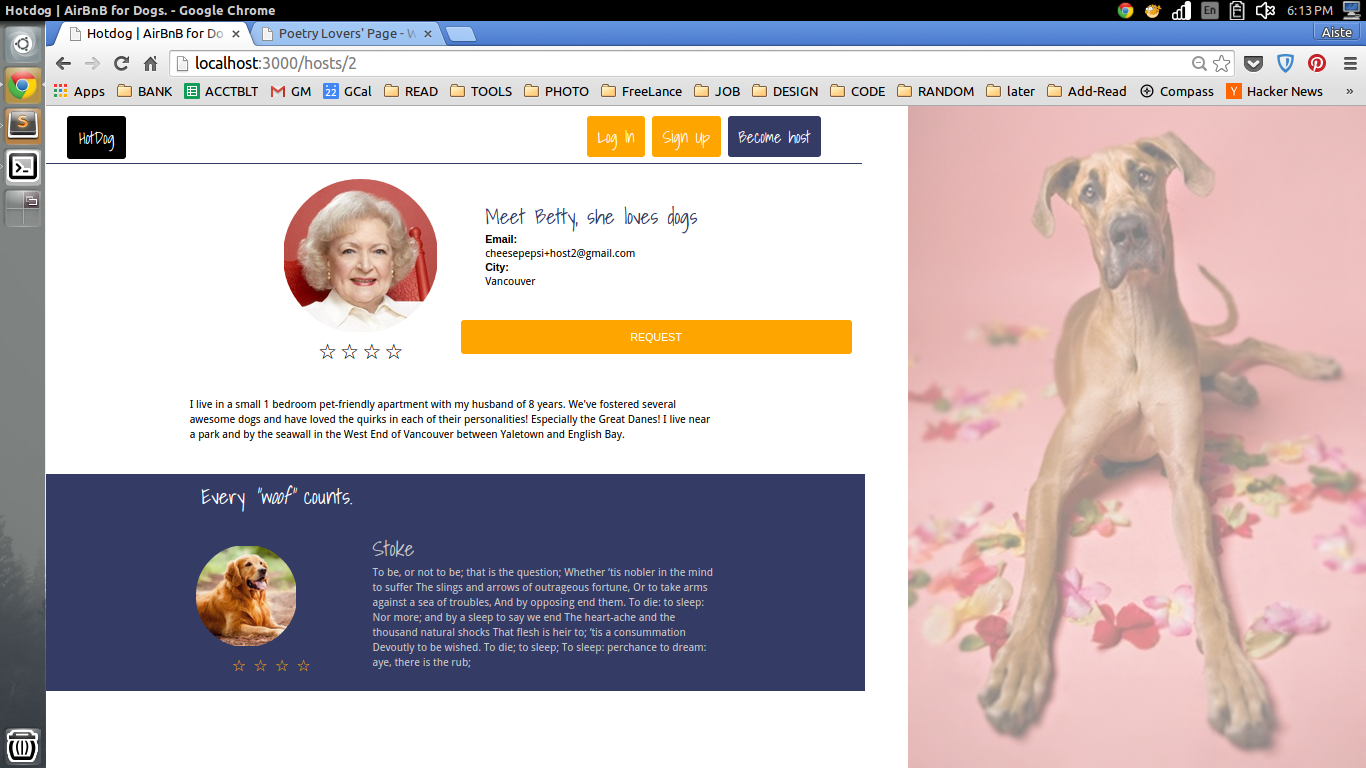 Hotdog | AirBnB for Dogs. - Google Chrome
En
6:13 PM
Hotdog | AirBnB for Do
Poetry Lovers' Page - W
Aiste
localhost:3000/hosts/2
Apps
BANK
ACCTBLT
GM
22
GCal
READ
TOOLS
PHOTO
FreeLance
JOB
DESIGN
CODE
RANDOM
later
Add-Read
Compass
Y
Hacker News
»
HotDog
Log In
Sign Up
Become host
Meet Betty, she loves dogs
Email:
cheesepepsi+host2@gmail.com
City:
Vancouver
REQUEST
☆ ☆ ☆ ☆
I live in a small 1 bedroom pet-friendly apartment with my husband of 8 years. We've fostered several
awesome dogs and have loved the quirks in each of their personalities! Especially the Great Danes! I live near
a park and by the seawall in the West End of Vancouver between Yaletown and English Bay.
Every "woof" counts.
Stoke
To be, or not to be; that is the question; Whether 'tis nobler in the mind
to suffer The slings and arrows of outrageous fortune, Or to take arms
against a sea of troubles, And by opposing end them. To die: to sleep:
Nor more; and by a sleep to say we end The heart-ache and the
thousand natural shocks That flesh is heir to; 'tis a consummation
Devoutly to be wished. To die; to sleep; To sleep: perchance to dream:
aye, there is the rub;
☆ ☆ ☆ ☆